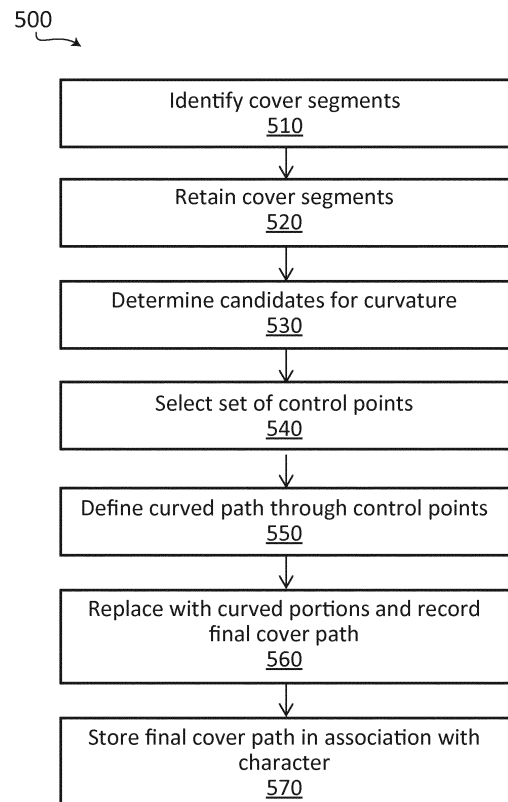 500
Identify cover segments
510
Retain cover segments
520
Determine candidates for curvature
530
Select set of control points
540
Define curved path through control points
550
Replace with curved portions and record
final cover path
560
Store final cover path in association with
character
570